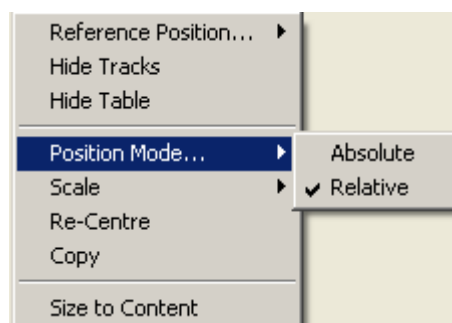 Reference Position...
Hide Tracks
Hide Table
Position Mode...
Absolute
Scale
Relative
Re-Centre
Copy
Size to Content